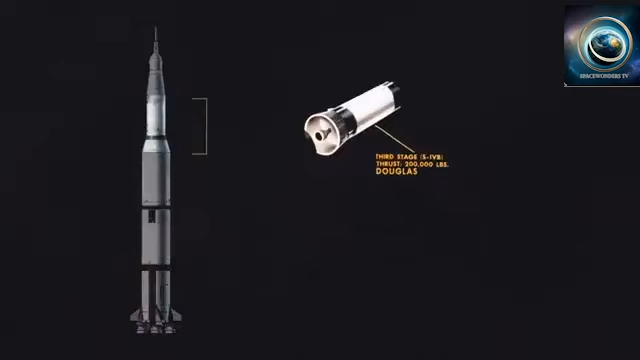 SPACEWONDERS TV
THIRD STAGE (S-IVB)
THRUST: 200,000 LBS.
DOUGLAS